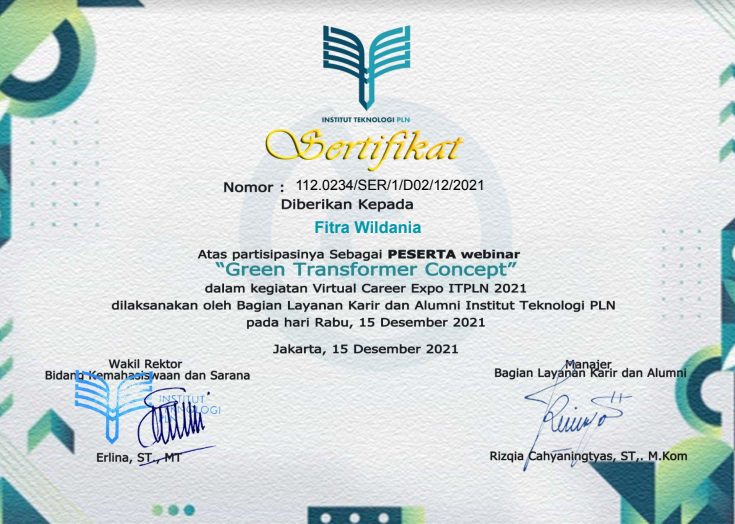 INSTITUT TEKNOLOGI PLN
Sertifikat
Nomor : 112.0234/SER/1/D02/12/2021
Diberikan Kepada
Fitra Wildania
Atas partisipasinya Sebagai PESERTA webinar
“Green Transformer Concept”
dalam kegiatan Virtual Career Expo ITPLN 2021
dilaksanakan oleh Bagian Layanan Karir dan Alumni Institut Teknologi PLN
pada hari Rabu, 15 Desember 2021
Jakarta, 15 Desember 2021
Wakil Rektor
Bidang Kemahasiswaan dan Sarana
INSTITUT
TEKNOLOGI
PLN
Erlina, ST., MT
Manajer
Bagian Layanan Karir dan Alumni
Rizqia Cahyaningtyas, ST,. M.Kom